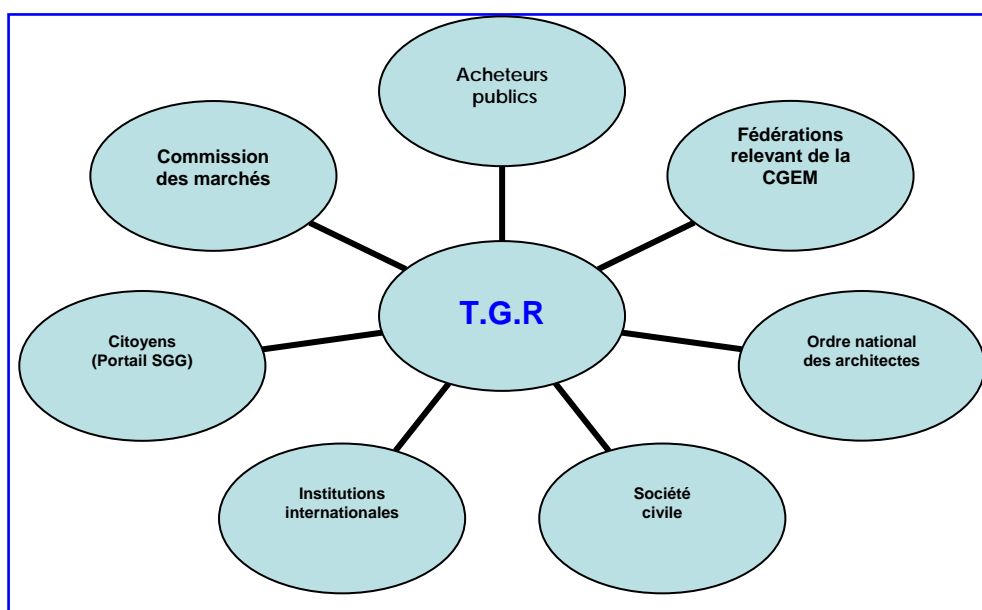 Acheteurs
publics
Commission
des marchés
Fédérations
relevant de la
CGEM
T.G.R
Citoyens
(Portail SGG)
Ordre national
des architectes
Institutions
internationales
Société
civile